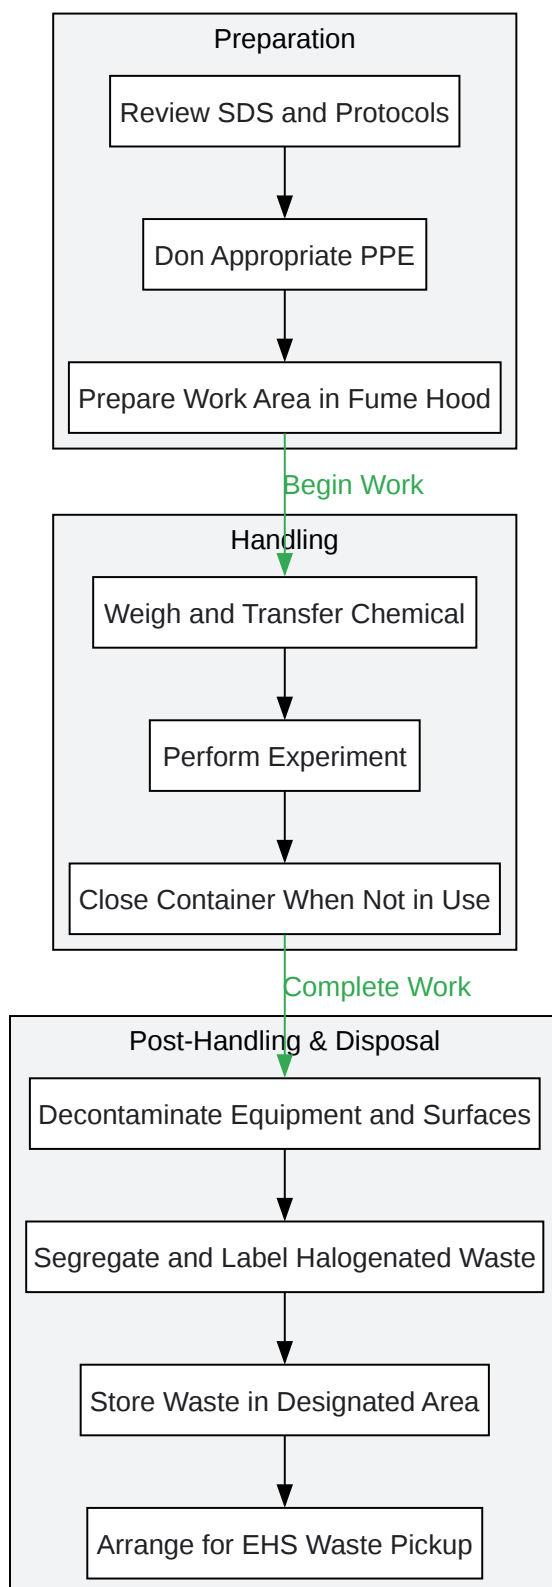 Preparation
Review SDS and Protocols
Don Appropriate PPE
Prepare Work Area in Fume Hood
Begin Work
Handling
Weigh and Transfer Chemical
Perform Experiment
Close Container When Not in Use
Complete Work
Post-Handling & Disposal
Decontaminate Equipment and Surfaces
Segregate and Label Halogenated Waste
Store Waste in Designated Area
Arrange for EHS Waste Pickup